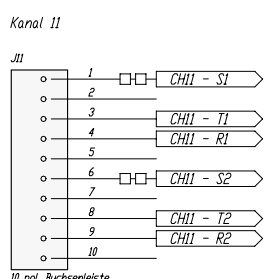 Kanal 11
J11
1 CH11 - S1
2
3 CH11 - T1
4 CH11 - R1
5
6 CH11 - S2
7
8 CH11 - T2
9 CH11 - R2
10
10 pol. Buchsenleiste